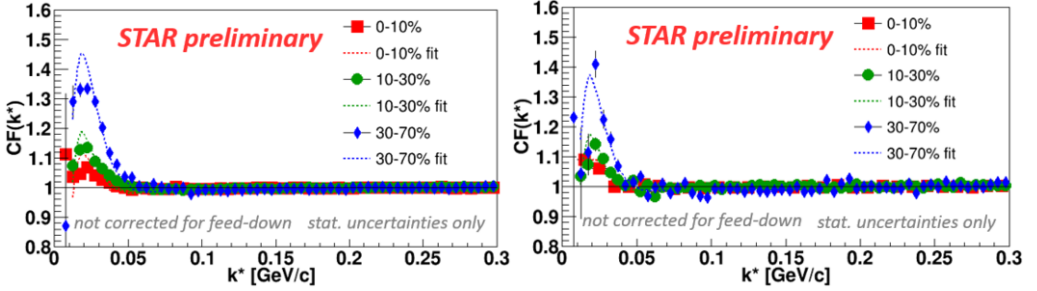 1.6
1.5
1.4
1.3
1.2
1.1
1
0.9
0.8
CF(k*)
STAR preliminary
0-10%
0-10% fit
10-30%
10-30% fit
30-70%
30-70% fit
not corrected for feed-down stat. uncertainties only
0 0.05 0.1 0.15 0.2 0.25 0.3
k* [GeV/c]
1.6
1.5
1.4
1.3
1.2
1.1
1
0.9
0.8
CF(k*)
STAR preliminary
0-10%
0-10% fit
10-30%
10-30% fit
30-70%
30-70% fit
not corrected for feed-down stat. uncertainties only
0 0.05 0.1 0.15 0.2 0.25 0.3
k* [GeV/c]